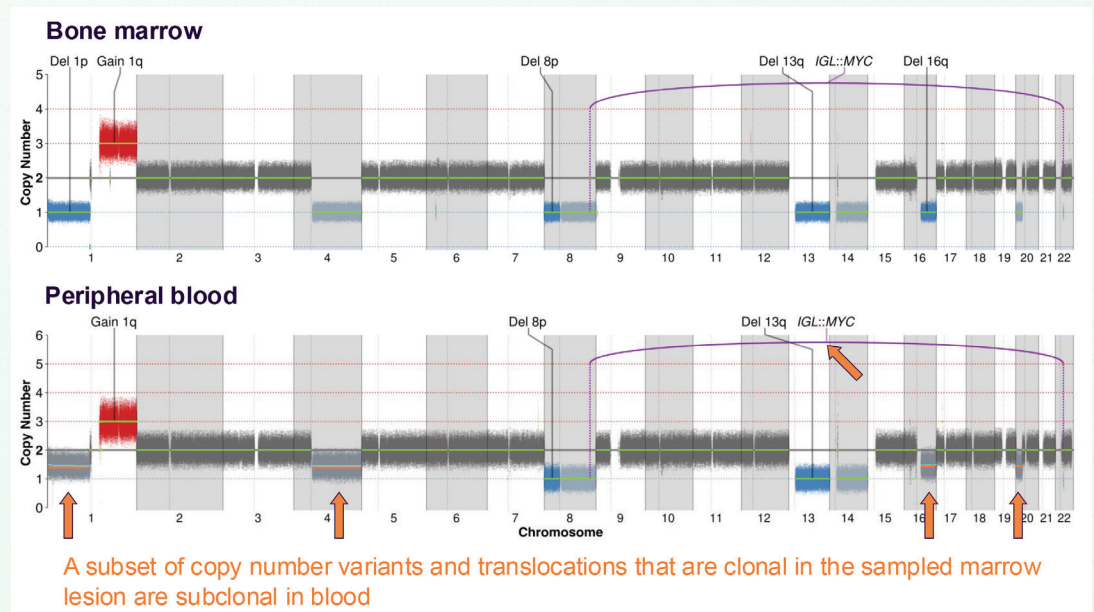 Bone marrow
Del 1p Gain 1q Del 8p Del 13q IGL::MYC Del 16q
5
4
3
2
1
0
Copy Number
1 2 3 4 5 6 7 8 9 10 11 12 13 14 15 16 17 18 19 20 21 22
Peripheral blood
Gain 1q Del 8p Del 13q IGL::MYC
6
5
4
3
2
1
0
Copy Number
1 2 3 4 5 6 7 8 9 10 11 12 13 14 15 16 17 18 19 20 21 22
Chromosome
A subset of copy number variants and translocations that are clonal in the sampled marrow
lesion are subclonal in blood